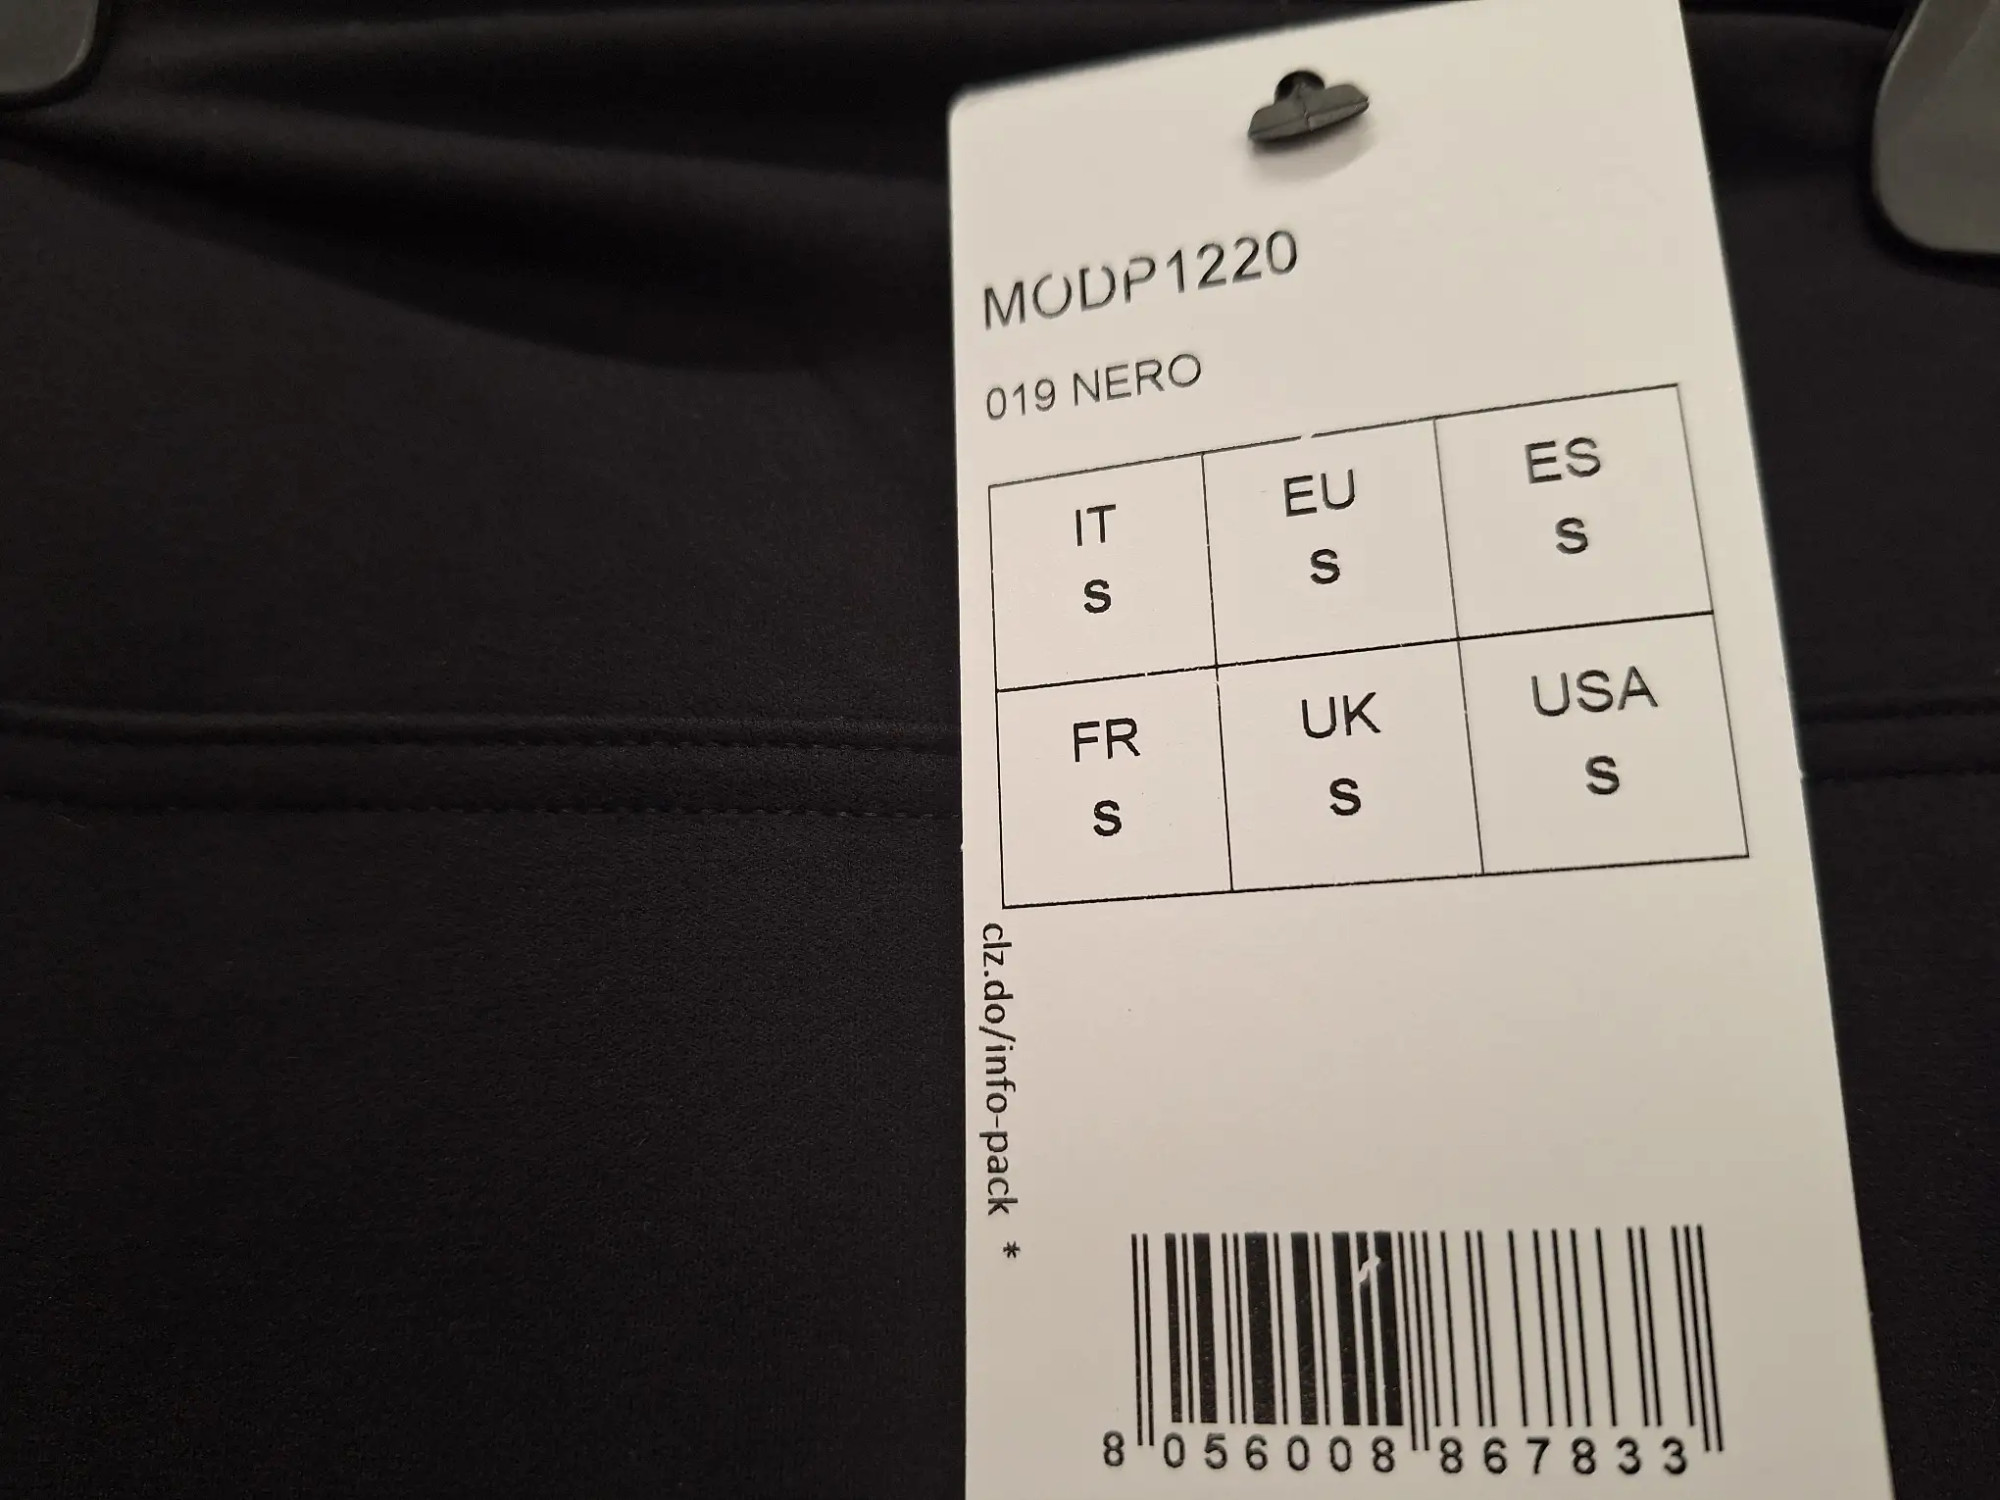 MODP1220
019 NERO
IT EU ES
S S S
FR UK USA
S S S
clz.do/info-pack *
8 056008 867833